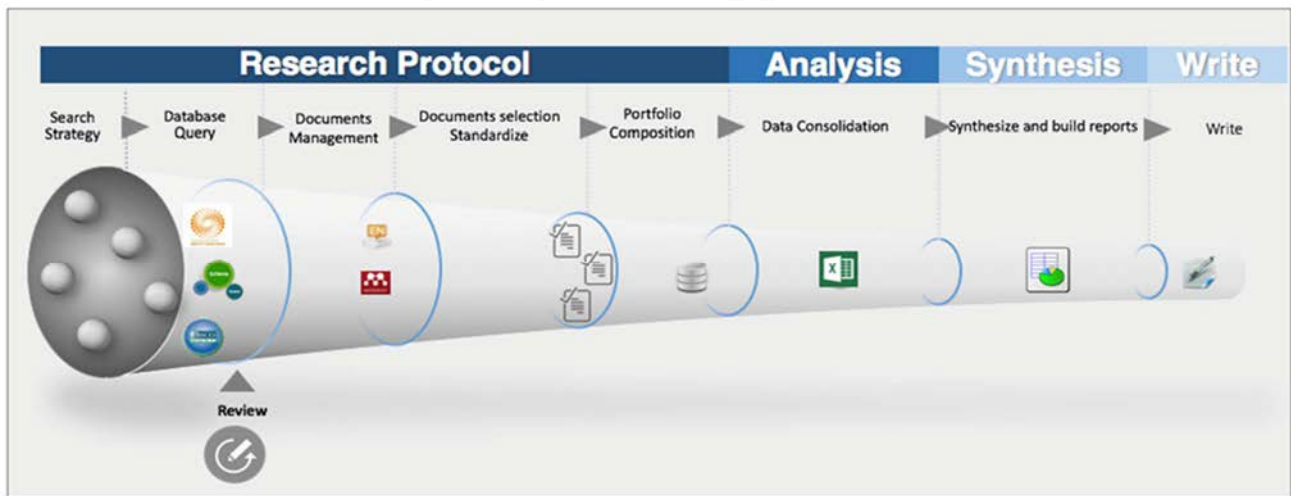 Research Protocol
Analysis
Synthesis
Write
Search
Strategy
Database
Query
Documents
Management
Documents selection
Standardize
Portfolio
Composition
Data Consolidation
Synthesize and build reports
Write
EN
X
Review